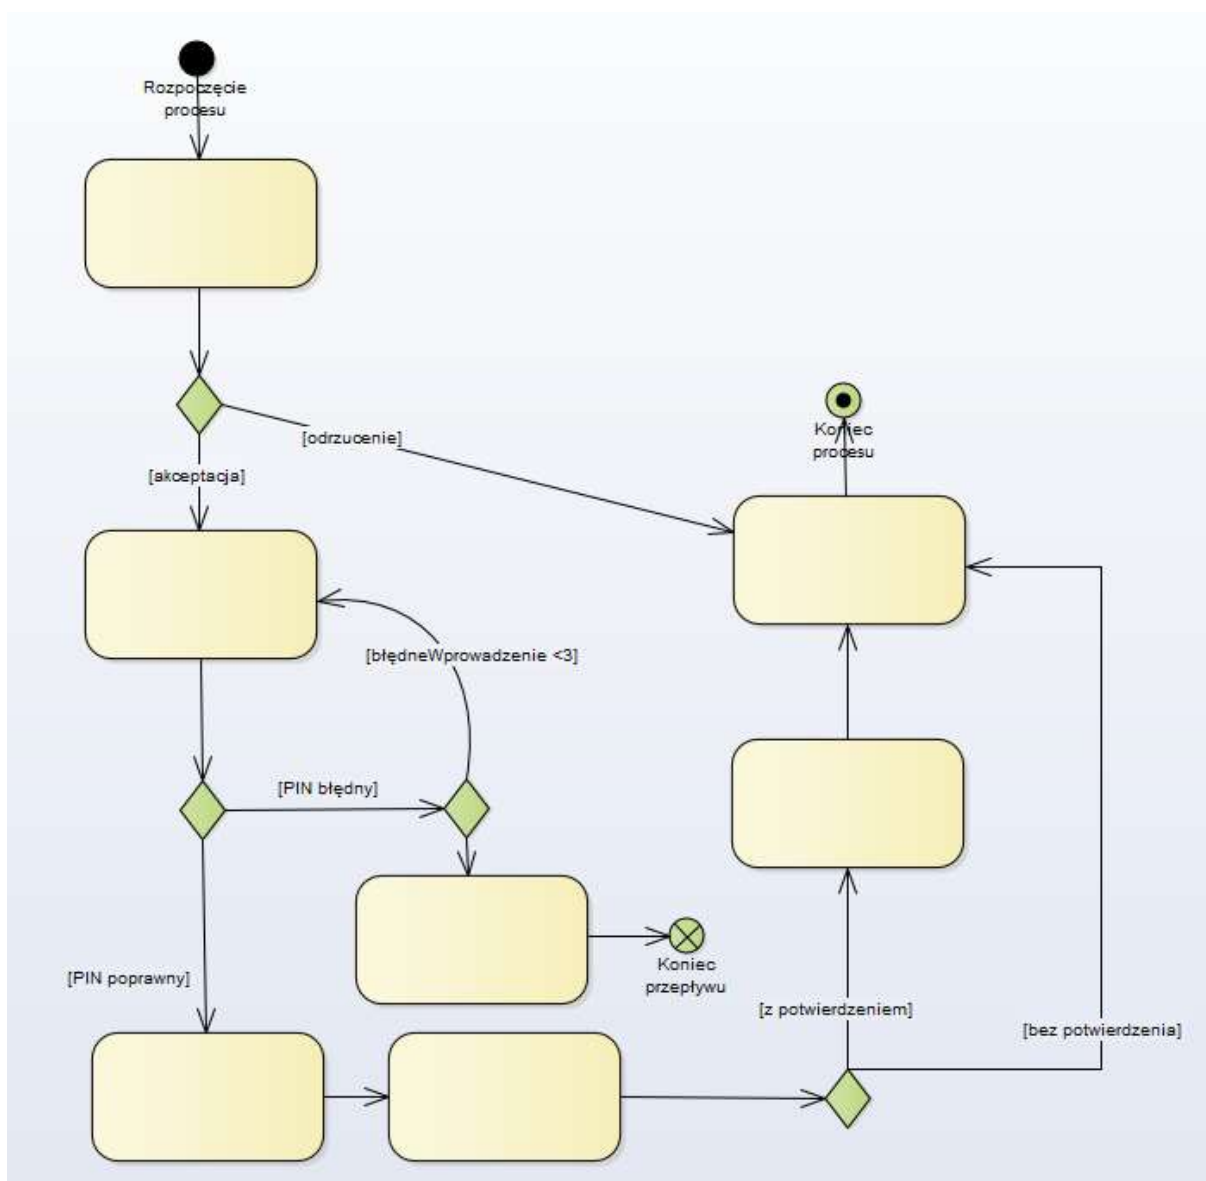 Rozpoczęcie
procesu
[odrzucenie]
Koniec
procesu
[akceptacja]
[błędneWprowadzenie <3]
[PIN błędny]
[PIN poprawny]
Koniec
przepływu
[z potwierdzeniem]
[bez potwierdzenia]